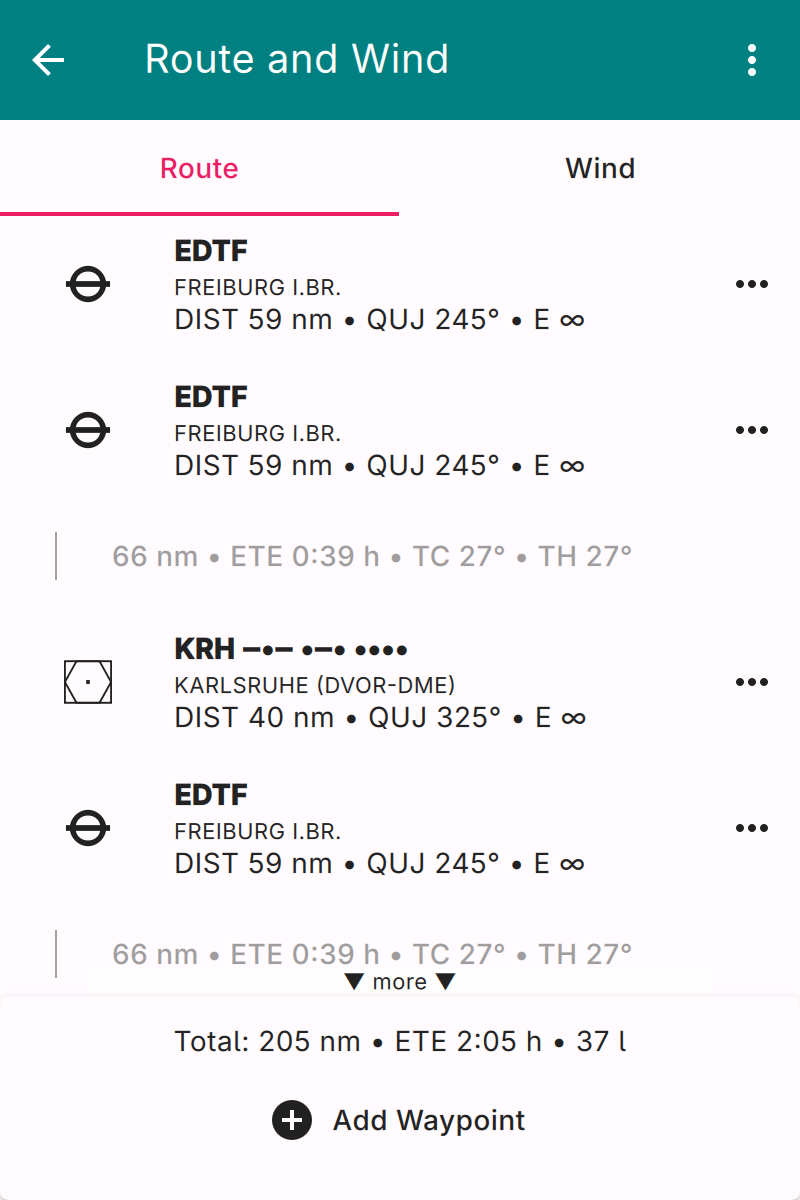 Route and Wind
Route
Wind
EDTF
FREIBURG I.BR.
DIST 59 nm • QUJ 245° • E ∞
EDTF
FREIBURG I.BR.
DIST 59 nm • QUJ 245° • E ∞
66 nm • ETE 0:39 h • TC 27° • TH 27°
KRH −•− •−• ••••
KARLSRUHE (DVOR-DME)
DIST 40 nm • QUJ 325° • E ∞
EDTF
FREIBURG I.BR.
DIST 59 nm • QUJ 245° • E ∞
66 nm • ETE 0:39 h • TC 27° • TH 27°
▼ more ▼
Total: 205 nm • ETE 2:05 h • 37 l
Add Waypoint